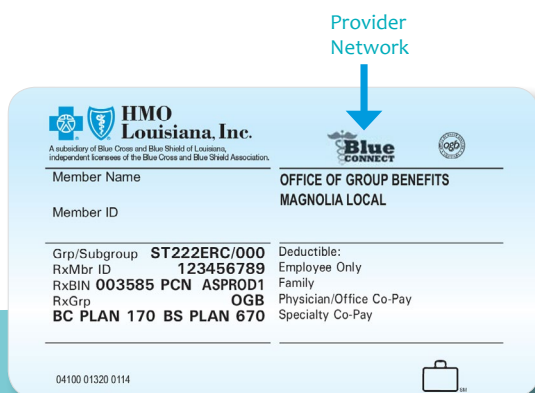 Provider
Network
HMO
Louisiana, Inc.
A subsidiary of Blue Cross and Blue Shield of Louisiana,
independent licensees of the Blue Cross and Blue Shield Association.
Blue
CONNECT
ogb
Member Name
Member ID
OFFICE OF GROUP BENEFITS
MAGNOLIA LOCAL
Grp/Subgroup ST222ERC/000
RxMbr ID 123456789
RxBIN 003585 PCN ASPROD1
RxGrp OGB
BC PLAN 170 BS PLAN 670
Deductible:
Employee Only
Family
Physician/Office Co-Pay
Specialty Co-Pay
04100 01320 0114
SM